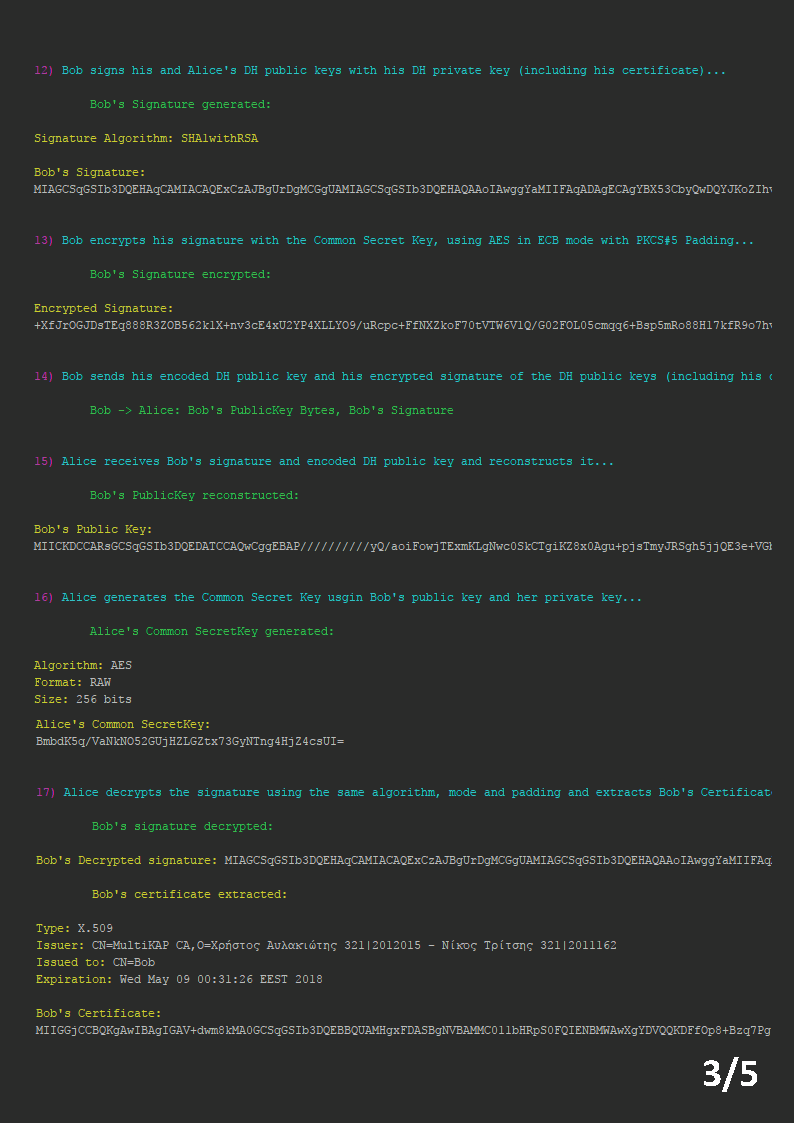 12) Bob signs his and Alice's DH public keys with his DH private key (including his certificate)...
Bob's Signature generated:
Signature Algorithm: SHA1withRSA
Bob's Signature:
MIAGCSqGSIb3DQEHAqCAMIACAQExCzAJBgUrDgMCGgUAMIAGCSqGSIb3DQEHAQAAoIAwggYaMIIFAqADAgECAgYBX53CbyQwDQYJKoZIhv
13) Bob encrypts his signature with the Common Secret Key, using AES in ECB mode with PKCS#5 Padding...
Bob's Signature encrypted:
Encrypted Signature:
+XfJrOGJDsTEq888R3ZOB562k1X+nv3cE4xU2YP4XLLYO9/uRcpc+FfNXZkoF70tVTW6V1Q/G02FOL05cmqq6+Bsp5mRo88H17kfR9o7hv
14) Bob sends his encoded DH public key and his encrypted signature of the DH public keys (including his c
Bob -> Alice: Bob's PublicKey Bytes, Bob's Signature
15) Alice receives Bob's signature and encoded DH public key and reconstructs it...
Bob's PublicKey reconstructed:
Bob's Public Key:
MIICKDCCARsGCSqGSIb3DQEDATCCAQwCggEBAP//////////yQ/aoiFowjTExmKLgNwc0SkCTgiKZ8x0Agu+pjsTmyJRSgh5jjQE3e+VGb
16) Alice generates the Common Secret Key usgin Bob's public key and her private key...
Alice's Common SecretKey generated:
Algorithm: AES
Format: RAW
Size: 256 bits
Alice's Common SecretKey:
BmbdK5q/VaNkNO52GUjHZLGZtx73GyNTng4HjZ4csUI=
17) Alice decrypts the signature using the same algorithm, mode and padding and extracts Bob's Certificate
Bob's signature decrypted:
Bob's Decrypted signature: MIAGCSqGSIb3DQEHAqCAMIACAQExCzAJBgUrDgMCGgUAMIAGCSqGSIb3DQEHAQAAoIAwggYaMIIFAq
Bob's certificate extracted:
Type: X.509
Issuer: CN=MultiKAP CA,O=Χρήστος Αυλακιώτης 321|2012015 - Νίκος Τρίτσης 321|2011162
Issued to: CN=Bob
Expiration: Wed May 09 00:31:26 EEST 2018
Bob's Certificate:
MIIGGjCCBQKgAwIBAgIGAV+dwm8kMA0GCSqGSIb3DQEBBQUAMHgxFDASBgNVBAMMC011bHRpS0FQIENBMWAwXgYDVQQKDFfOp8+Bzq7Pg
3/5